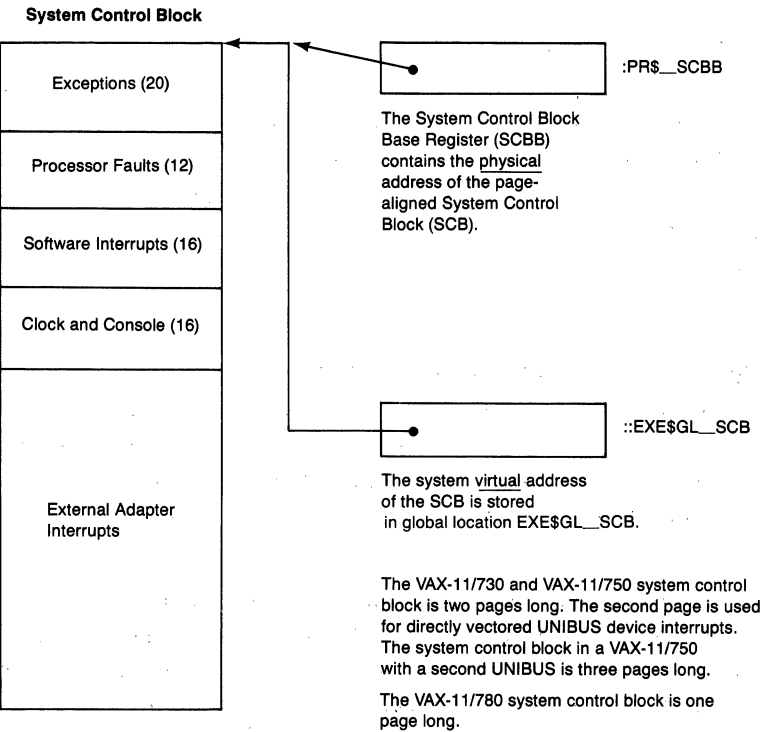 System Control Block
Exceptions (20)
Processor Faults (12)
Software Interrupts (16)
Clock and Console (16)
External Adapter
Interrupts
:PR$__SCBB
The System Control Block
Base Register (SCBB)
contains the physical
address of the page-
aligned System Control
Block (SCB).
::EXE$GL__SCB
The system virtual address
of the SCB is stored
in global location EXE$GL__SCB.
The VAX-11/730 and VAX-11/750 system control
block is two pages long. The second page is used
for directly vectored UNIBUS device interrupts.
The system control block in a VAX-11/750
with a second UNIBUS is three pages long.
The VAX-11/780 system control block is one
page long.